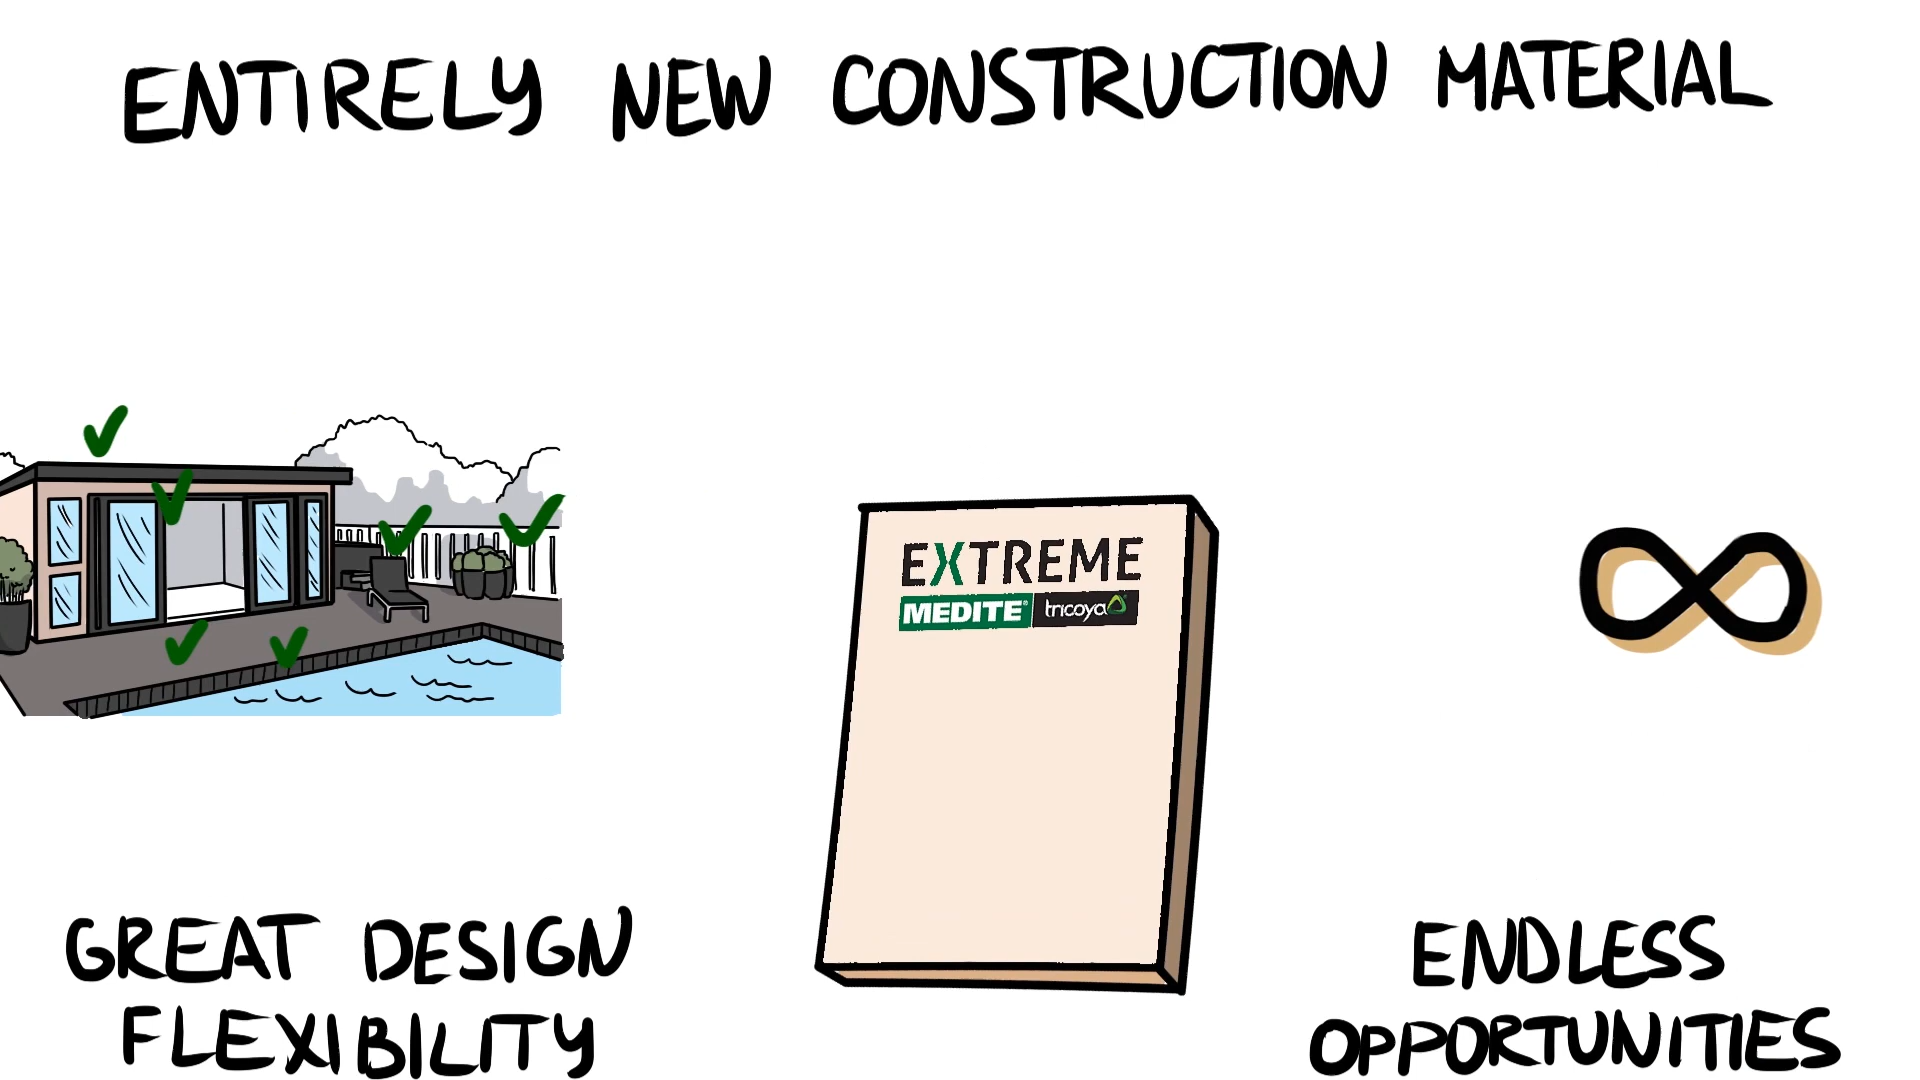 ENTIRELY NEW CONSTRUCTION MATERIAL
EXTREME
MEDITE® tricoya
GREAT DESIGN
FLEXIBILITY
ENDLESS
OPPORTUNITIES